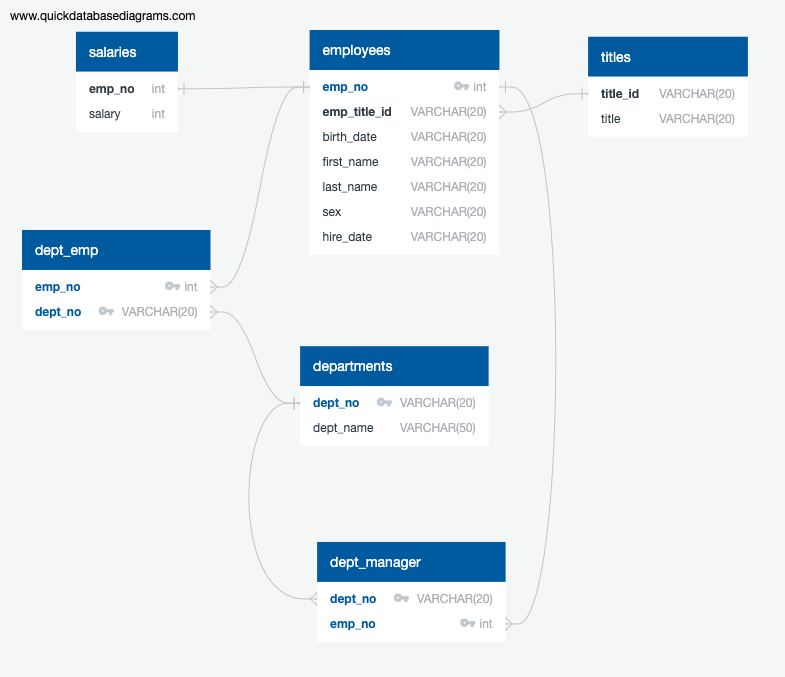 www.quickdatabasediagrams.com
salaries
emp_no int
salary int
employees
emp_no int
emp_title_id VARCHAR(20)
birth_date VARCHAR(20)
first_name VARCHAR(20)
last_name VARCHAR(20)
sex VARCHAR(20)
hire_date VARCHAR(20)
titles
title_id VARCHAR(20)
title VARCHAR(20)
dept_emp
emp_no int
dept_no VARCHAR(20)
departments
dept_no VARCHAR(20)
dept_name VARCHAR(50)
dept_manager
dept_no VARCHAR(20)
emp_no int